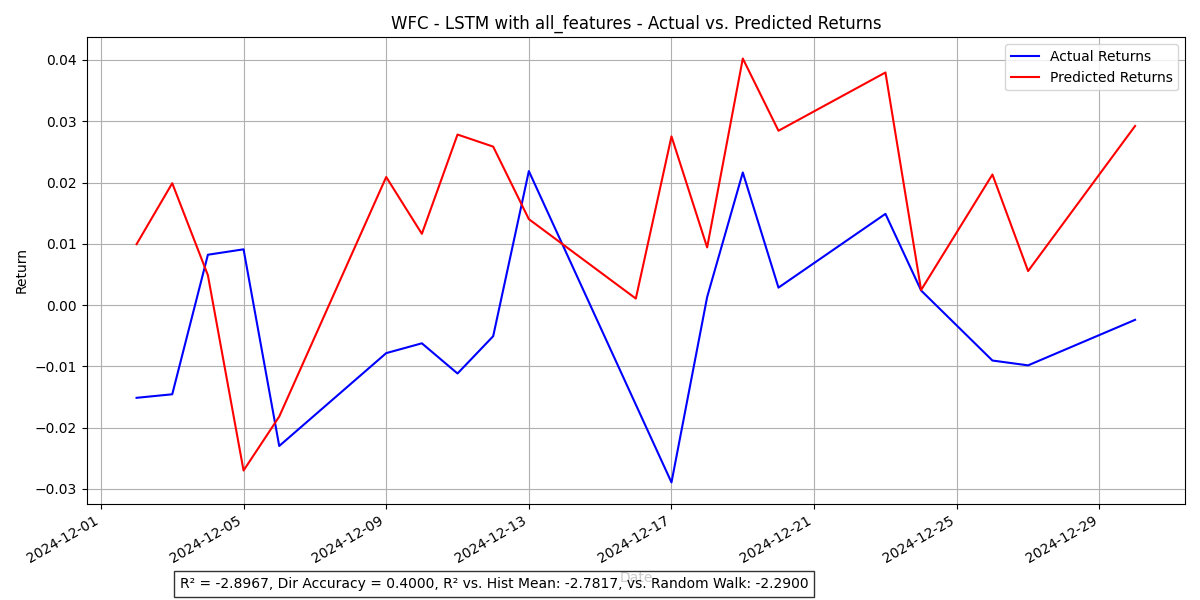 WFC - LSTM with all_features - Actual vs. Predicted Returns
Actual Returns
Predicted Returns
Return
0.04
0.03
0.02
0.01
0.00
−0.01
−0.02
−0.03
2024-12-01
2024-12-05
2024-12-09
2024-12-13
2024-12-17
2024-12-21
2024-12-25
2024-12-29
Date
R² = -2.8967, Dir Accuracy = 0.4000, R² vs. Hist Mean: -2.7817, vs. Random Walk: -2.2900